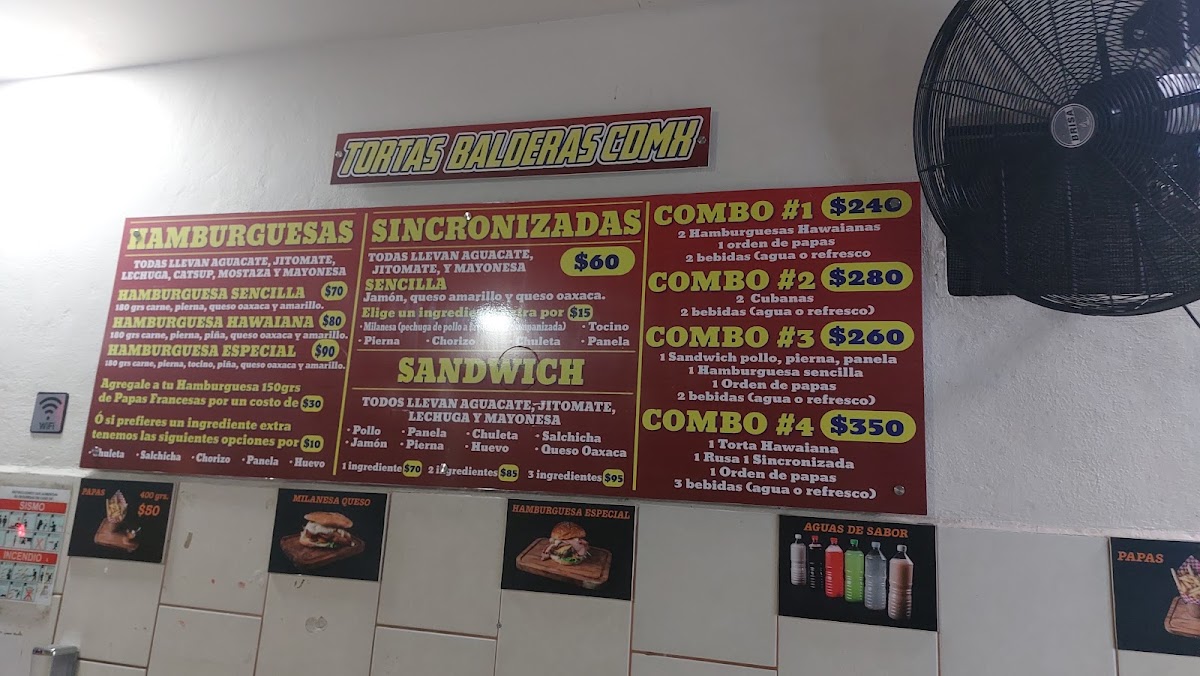 TORTAS BALDERAS CDMX
HAMBURGUESAS
TODAS LLEVAN AGUACATE, JITOMATE,
LECHUGA, CATSUP, MOSTAZA Y MAYONESA
HAMBURGUESA SENCILLA $70
180 grs carne, pierna, queso oaxaca y amarillo.
HAMBURGUESA HAWAIANA $80
180 grs carne, pierna, piña, queso oaxaca y amarillo.
HAMBURGUESA ESPECIAL $90
180 grs carne, pierna, tocino, piña, queso oaxaca y amarillo.
Agregale a tu Hamburguesa 150grs
de Papas Francesas por un costo de $30
Ó si prefieres un ingrediente extra
tenemos las siguientes opciones por $10
Chuleta · Salchicha · Chorizo · Panela · Huevo
SINCRONIZADAS
TODAS LLEVAN AGUACATE,
JITOMATE, Y MAYONESA
$60
SENCILLA
Jamón, queso amarillo y queso oaxaca.
Elige un ingrediente extra por $15
· Milanesa (pechuga de pollo a empanizada) · Tocino
· Pierna · Chorizo · Chuleta · Panela
SANDWICH
TODOS LLEVAN AGUACATE, JITOMATE,
LECHUGA Y MAYONESA
· Pollo · Panela · Chuleta · Salchicha
· Jamón · Pierna · Huevo · Queso Oaxaca
1 ingrediente $70 2 ingredientes $85 3 ingredientes $95
COMBO #1 $240
2 Hamburguesas Hawaianas
1 orden de papas
2 bebidas (agua o refresco
COMBO #2 $280
2 Cubanas
2 bebidas (agua o refresco)
COMBO #3 $260
1 Sandwich pollo, pierna, panela
1 Hamburguesa sencilla
1 Orden de papas
2 bebidas (agua o refresco)
COMBO #4 $350
1 Torta Hawaiana
1 Rusa 1 Sincronizada
1 Orden de papas
3 bebidas (agua o refresco)
BRISA
WiFi
SISMO
INCENDIO
PAPAS 400 grs.
$50
MILANESA QUESO
HAMBURGUESA ESPECIAL
AGUAS DE SABOR
PAPAS